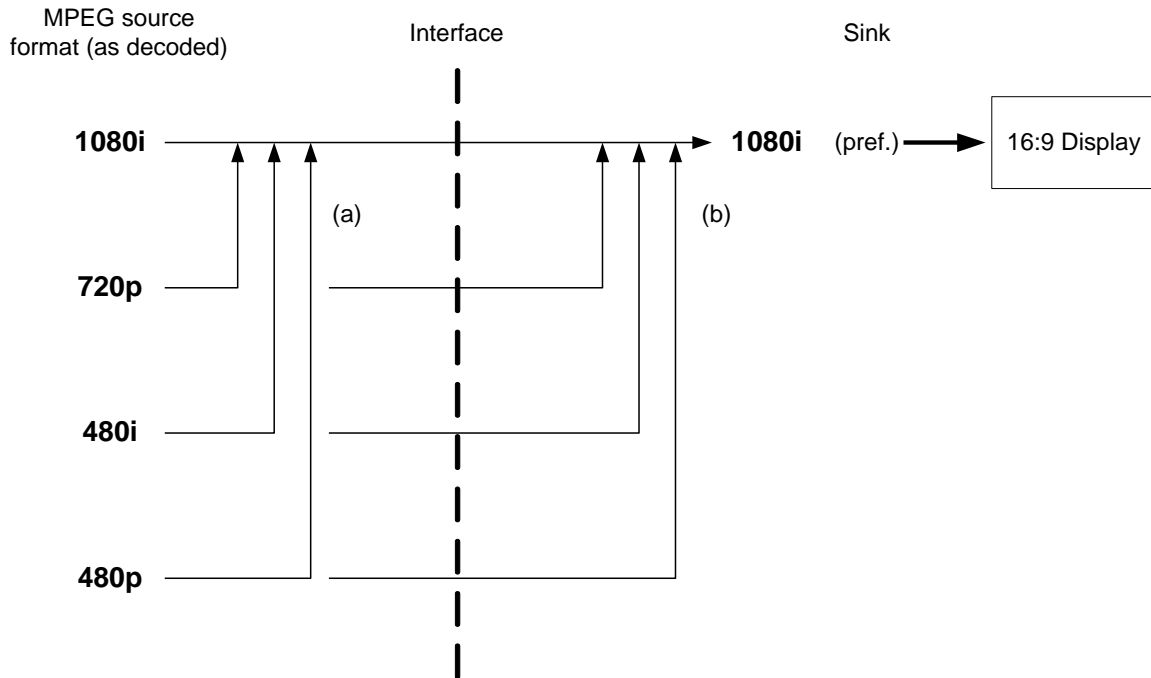 MPEG source
format (as decoded)
Interface
Sink
1080i
1080i (pref.)
16:9 Display
(a)
(b)
720p
480i
480p